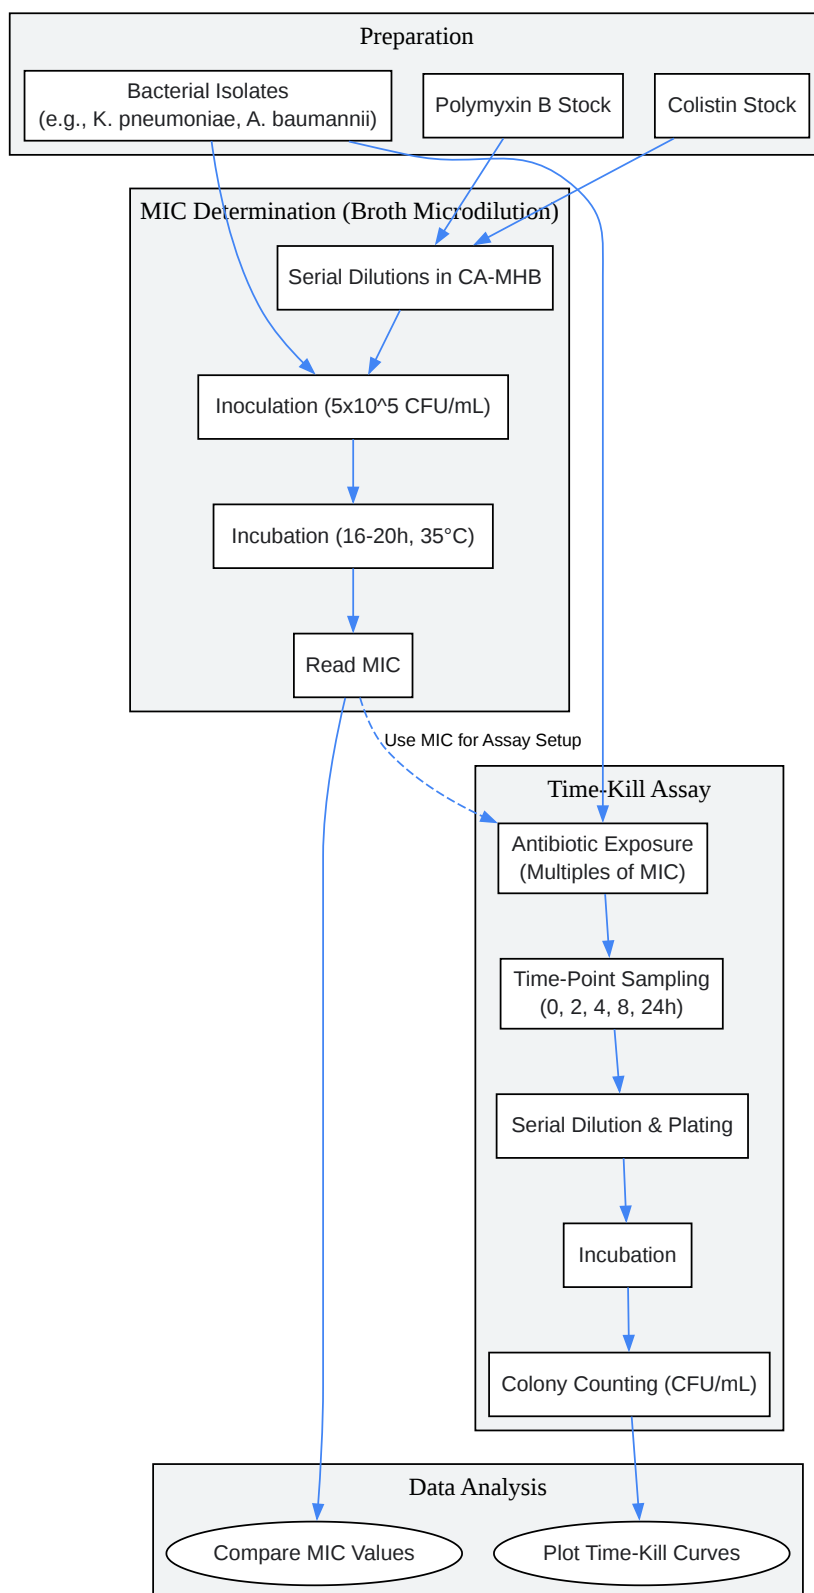 Preparation
Bacterial Isolates
(e.g., K. pneumoniae, A. baumannii)
Polymyxin B Stock
Colistin Stock
MIC Determination (Broth Microdilution)
Serial Dilutions in CA-MHB
Inoculation (5x10^5 CFU/mL)
Incubation (16-20h, 35°C)
Read MIC
Use MIC for Assay Setup
Time-Kill Assay
Antibiotic Exposure
(Multiples of MIC)
Time-Point Sampling
(0, 2, 4, 8, 24h)
Serial Dilution & Plating
Incubation
Colony Counting (CFU/mL)
Data Analysis
Compare MIC Values
Plot Time-Kill Curves